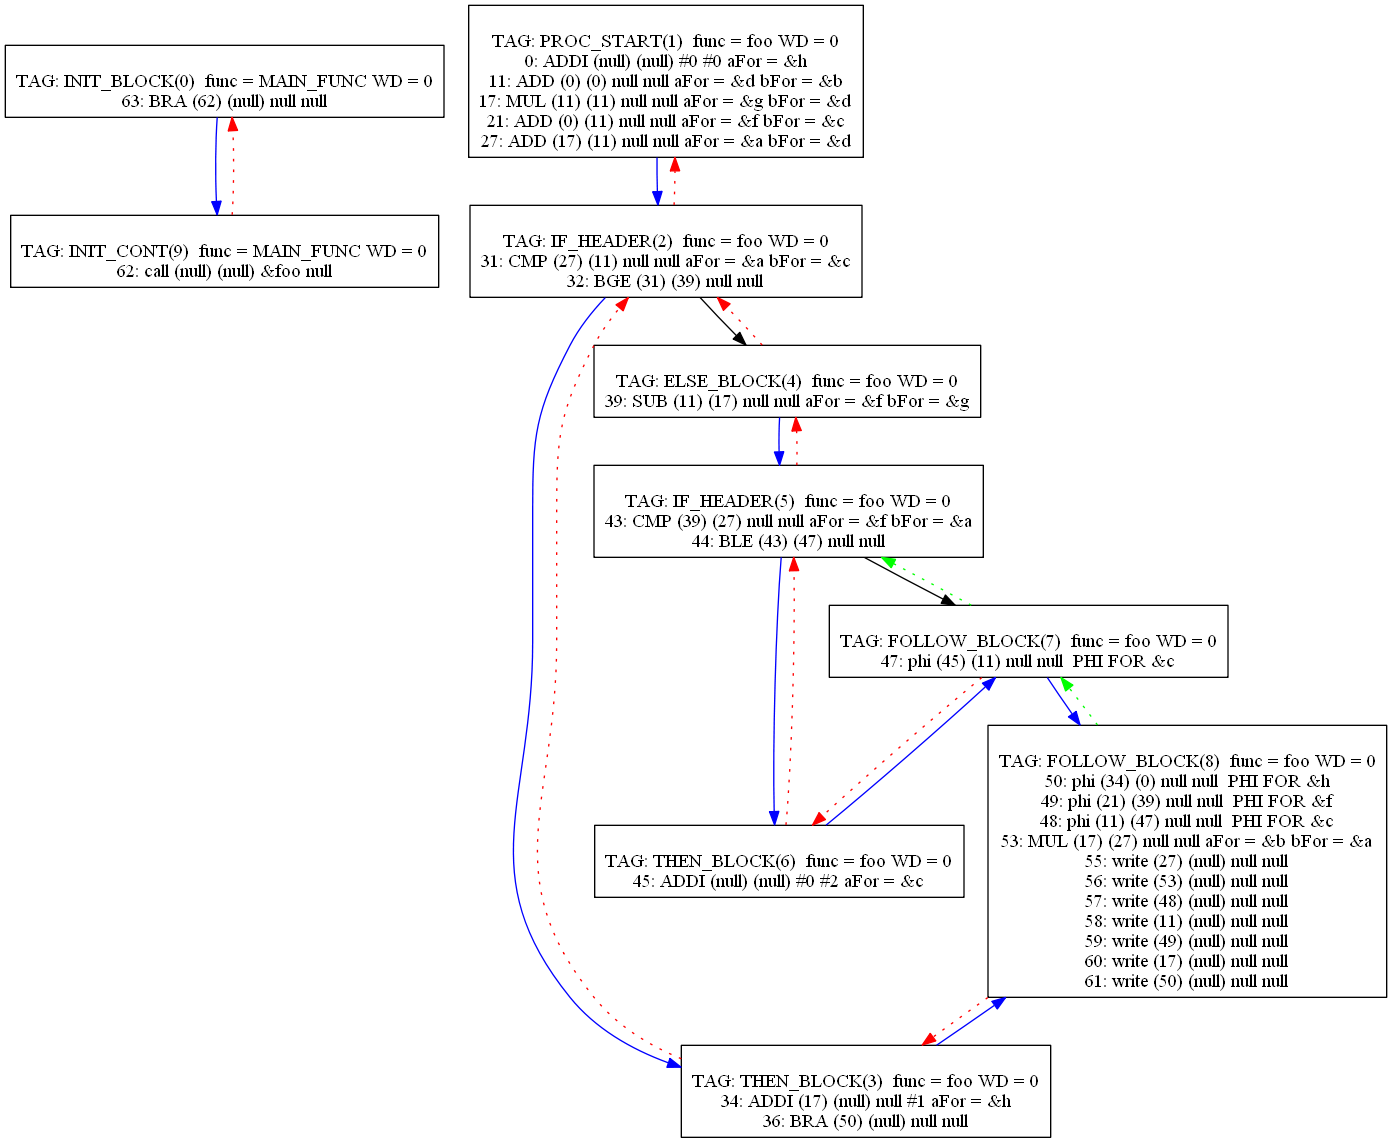 TAG: INIT_BLOCK(0) func = MAIN_FUNC WD = 0
63: BRA (62) (null) null null
TAG: INIT_CONT(9) func = MAIN_FUNC WD = 0
62: call (null) (null) &foo null
TAG: PROC_START(1) func = foo WD = 0
0: ADDI (null) (null) #0 #0 aFor = &h
11: ADD (0) (0) null null aFor = &d bFor = &b
17: MUL (11) (11) null null aFor = &g bFor = &d
21: ADD (0) (11) null null aFor = &f bFor = &c
27: ADD (17) (11) null null aFor = &a bFor = &d
TAG: IF_HEADER(2) func = foo WD = 0
31: CMP (27) (11) null null aFor = &a bFor = &c
32: BGE (31) (39) null null
TAG: ELSE_BLOCK(4) func = foo WD = 0
39: SUB (11) (17) null null aFor = &f bFor = &g
TAG: IF_HEADER(5) func = foo WD = 0
43: CMP (39) (27) null null aFor = &f bFor = &a
44: BLE (43) (47) null null
TAG: FOLLOW_BLOCK(7) func = foo WD = 0
47: phi (45) (11) null null PHI FOR &c
TAG: FOLLOW_BLOCK(8) func = foo WD = 0
50: phi (34) (0) null null PHI FOR &h
49: phi (21) (39) null null PHI FOR &f
48: phi (11) (47) null null PHI FOR &c
53: MUL (17) (27) null null aFor = &b bFor = &a
55: write (27) (null) null null
56: write (53) (null) null null
57: write (48) (null) null null
58: write (11) (null) null null
59: write (49) (null) null null
60: write (17) (null) null null
61: write (50) (null) null null
TAG: THEN_BLOCK(6) func = foo WD = 0
45: ADDI (null) (null) #0 #2 aFor = &c
TAG: THEN_BLOCK(3) func = foo WD = 0
34: ADDI (17) (null) null #1 aFor = &h
36: BRA (50) (null) null null